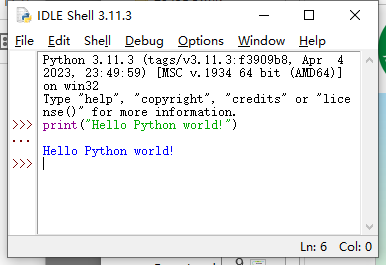 IDLE Shell 3.11.3
File Edit Shell Debug Options Window Help
Python 3.11.3 (tags/v3.11.3:f3909b8, Apr  4
2023, 23:49:59) [MSC v.1934 64 bit (AMD64)]
on win32
Type "help", "copyright", "credits" or "lice
nse()" for more information.
>>> print("Hello Python world!")
...
Hello Python world!
>>>
Ln: 6 Col: 0